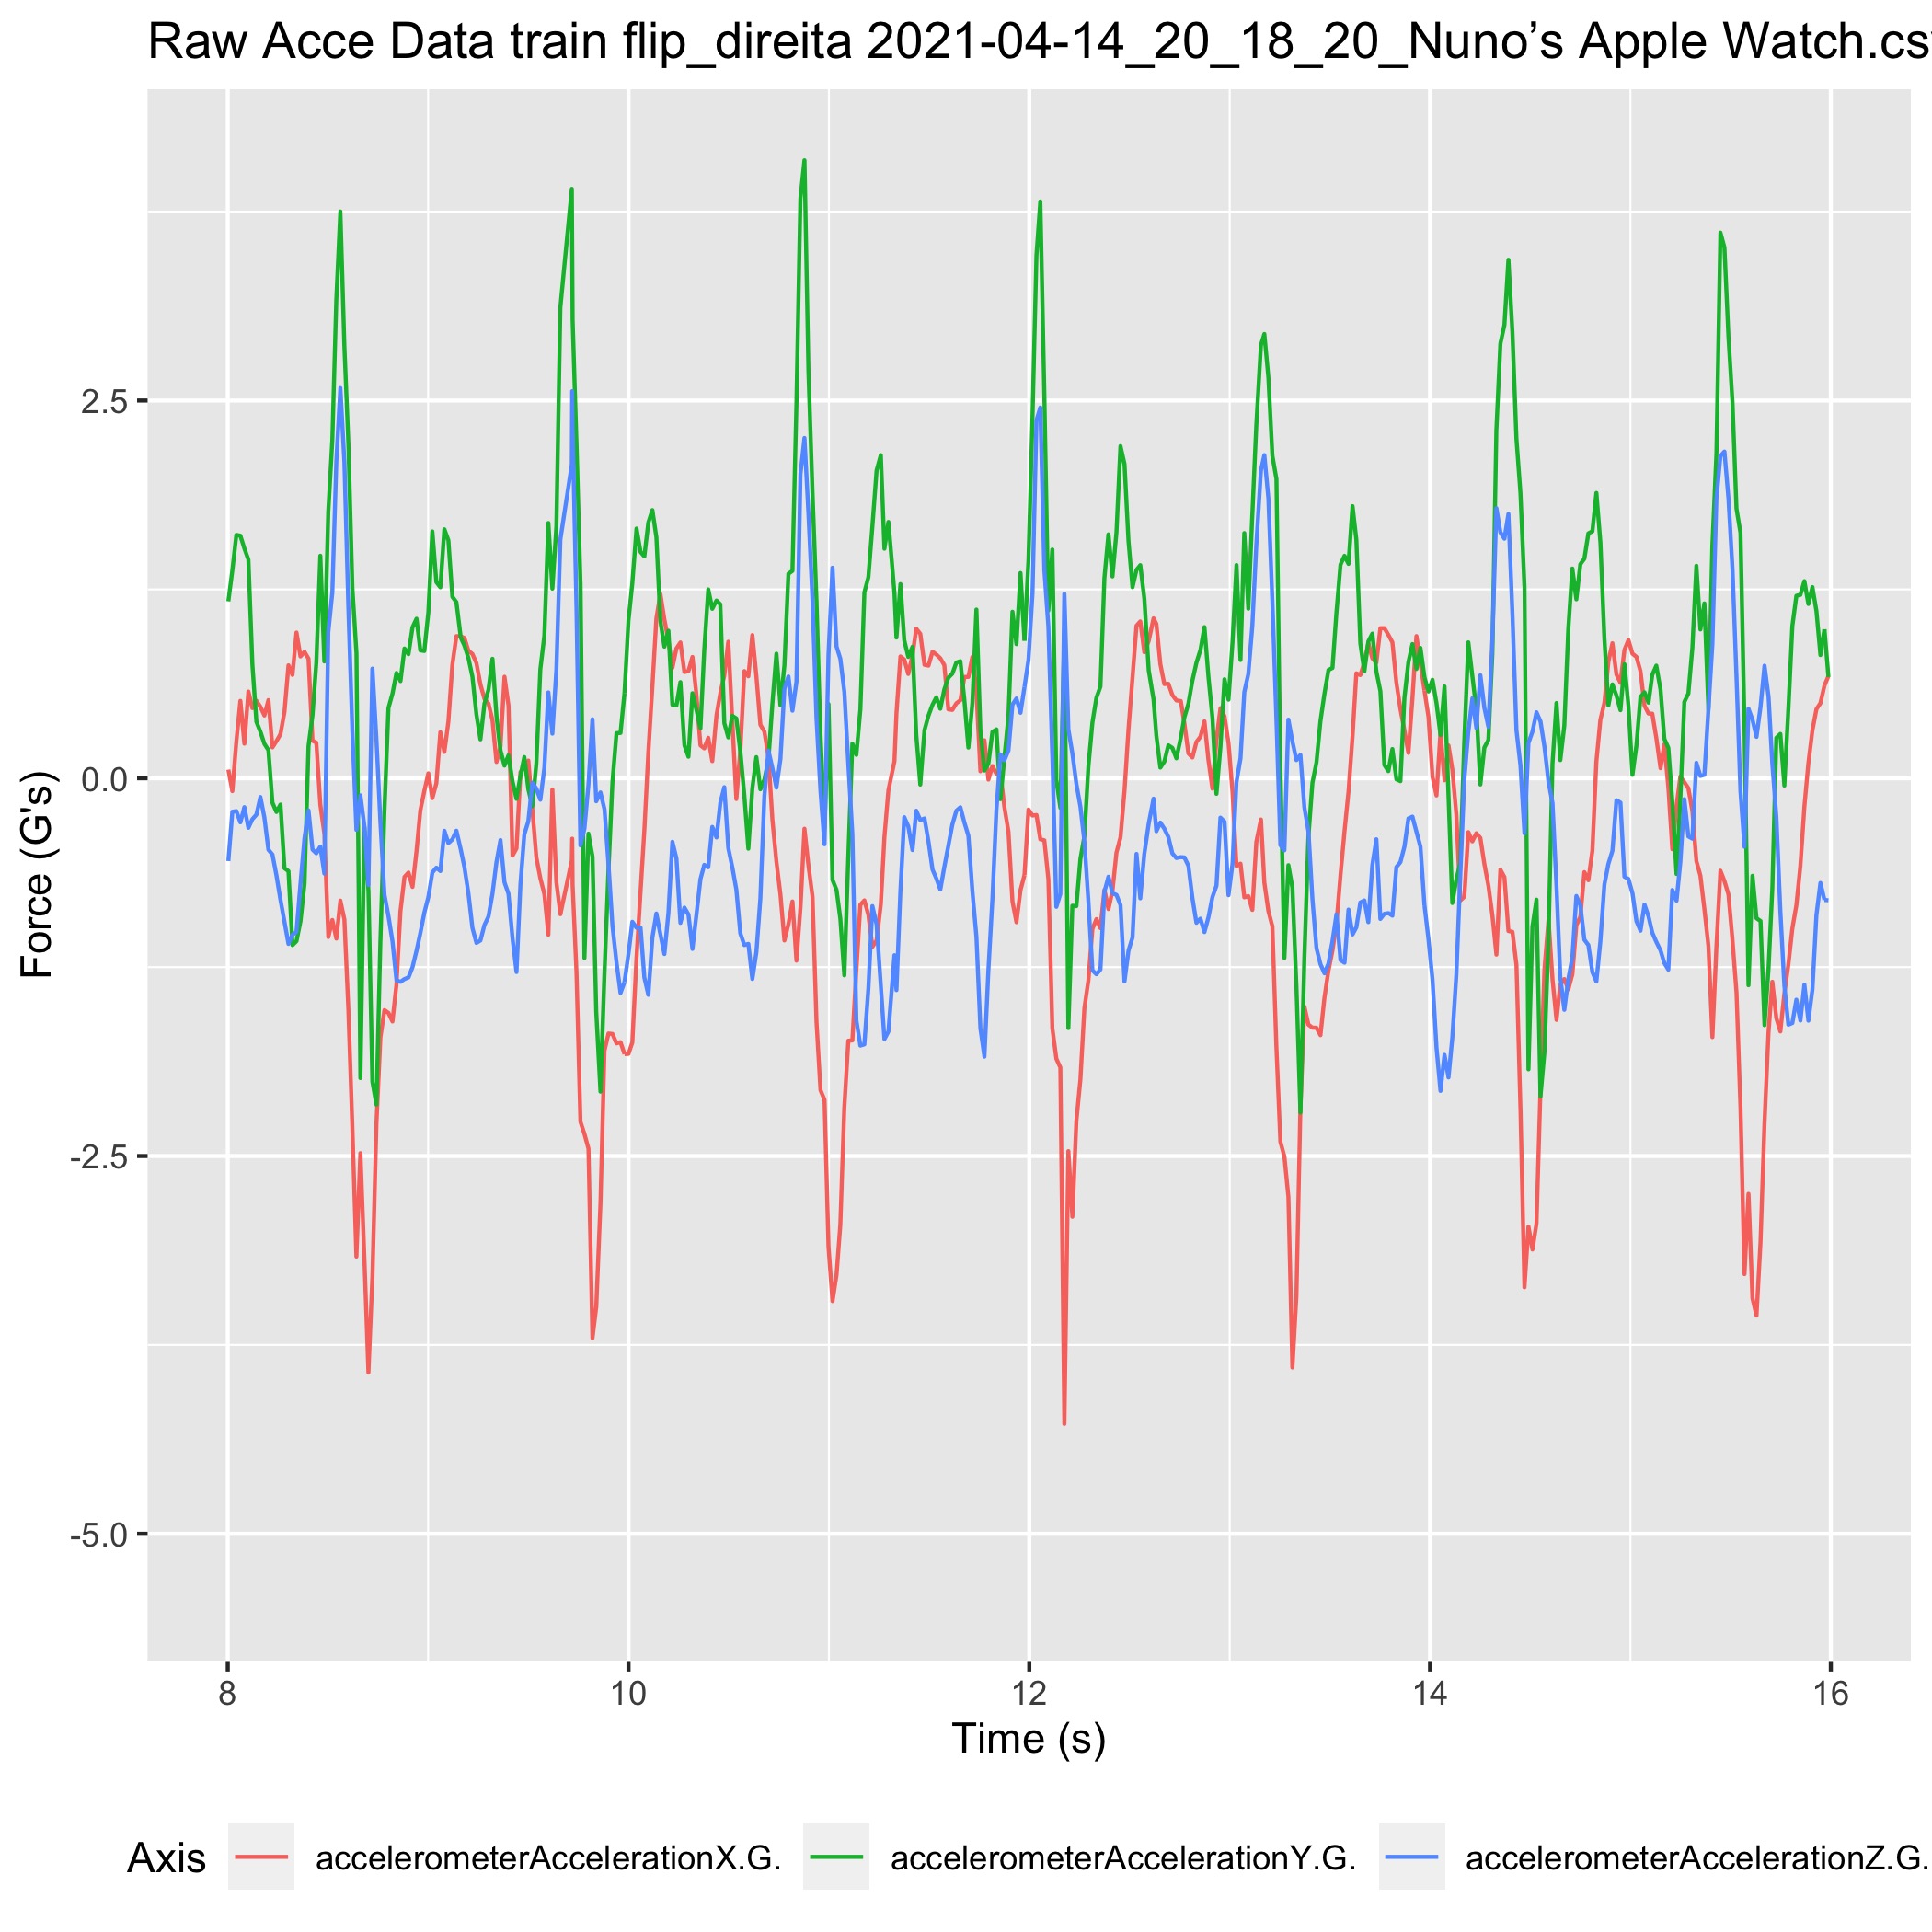 Raw Acce Data train flip_direita 2021-04-14_20_18_20_Nuno’s Apple Watch.cs
Force (G's)
2.5
0.0
-2.5
-5.0
8 10 12 14 16
Time (s)
Axis accelerometerAccelerationX.G. accelerometerAccelerationY.G. accelerometerAccelerationZ.G.